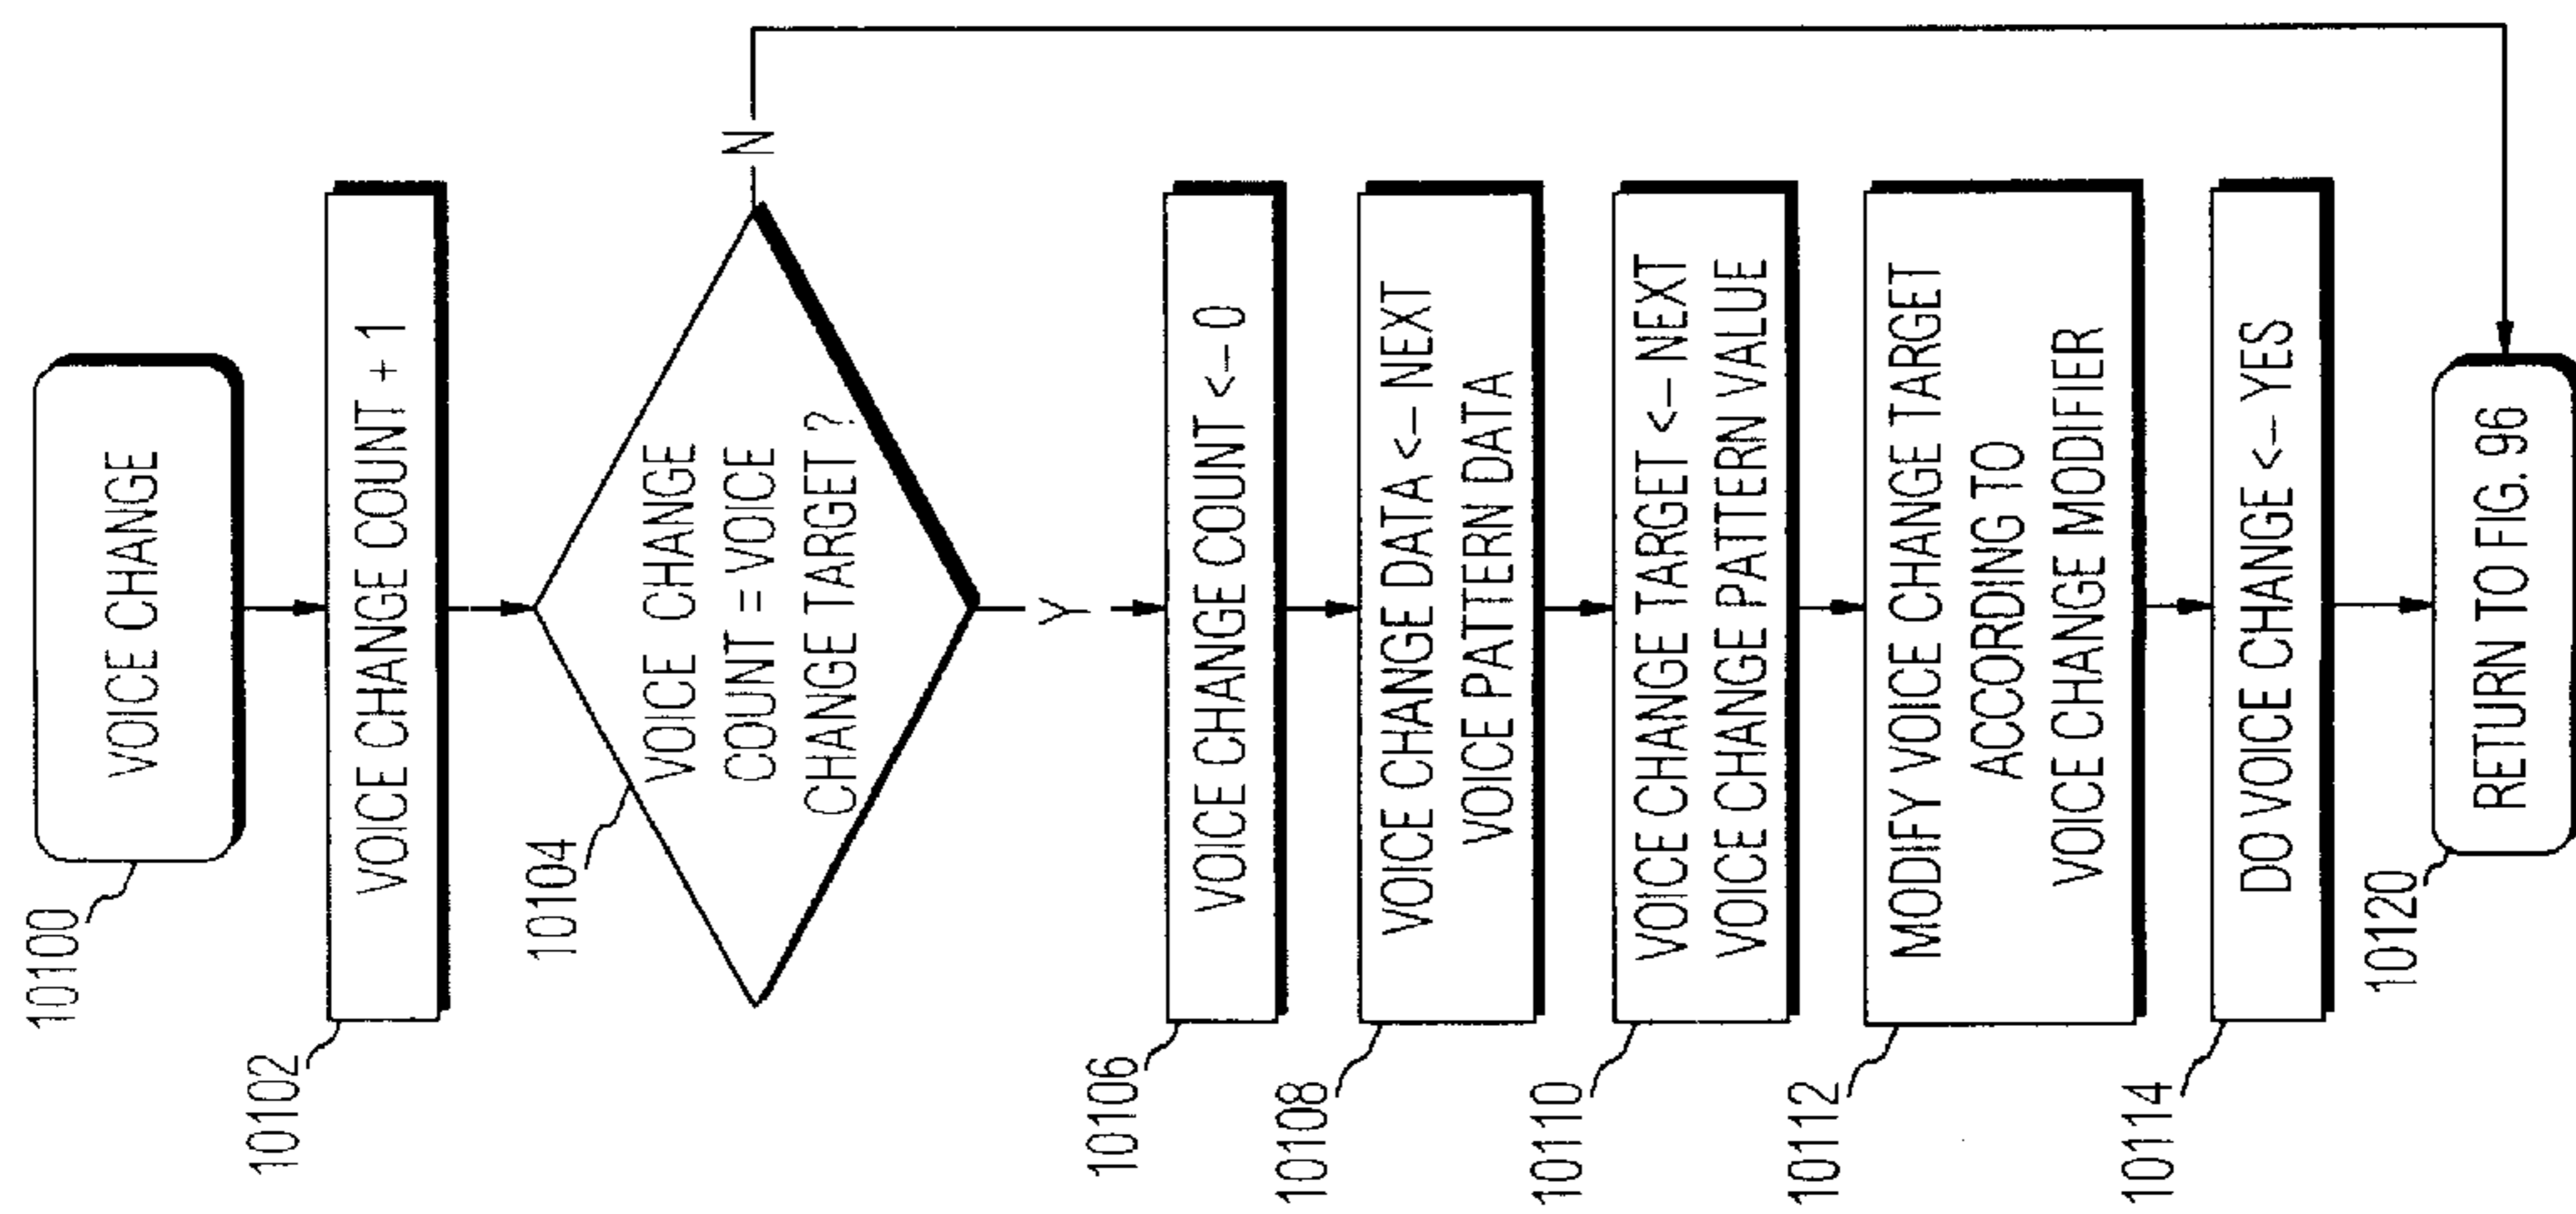 10100
VOICE CHANGE
10102
VOICE CHANGE COUNT + 1
10104
VOICE CHANGE
COUNT = VOICE
CHANGE TARGET ?
N
Y
10106
VOICE CHANGE COUNT <– 0
10108
VOICE CHANGE DATA <– NEXT
VOICE PATTERN DATA
10110
VOICE CHANGE TARGET <– NEXT
VOICE CHANGE PATTERN VALUE
10112
MODIFY VOICE CHANGE TARGET
ACCORDING TO
VOICE CHANGE MODIFIER
10114
DO VOICE CHANGE <– YES
10120
RETURN TO FIG. 96